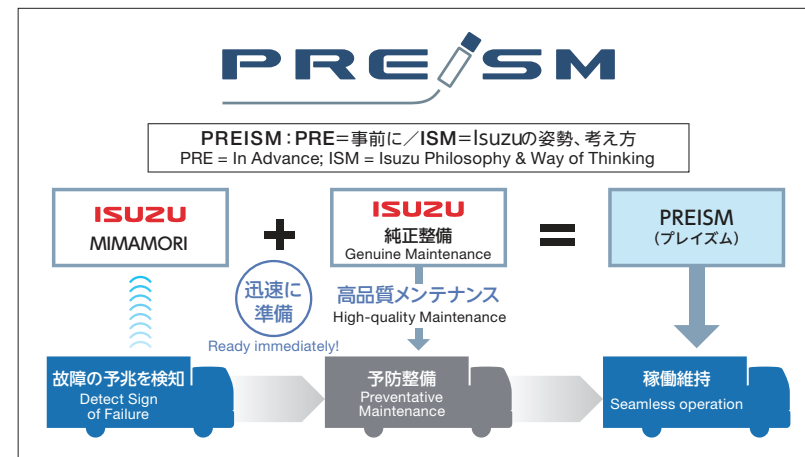 PREISM
PREISM：PRE＝事前に／ISM＝Isuzuの姿勢、考え方
PRE = In Advance; ISM = Isuzu Philosophy & Way of Thinking
ISUZU
MIMAMORI
+
ISUZU
純正整備
Genuine Maintenance
=
PREISM
(プレイズム)
迅速に
準備
Ready immediately!
高品質メンテナンス
High-quality Maintenance
故障の予兆を検知
Detect Sign
of Failure
予防整備
Preventative
Maintenance
稼働維持
Seamless operation